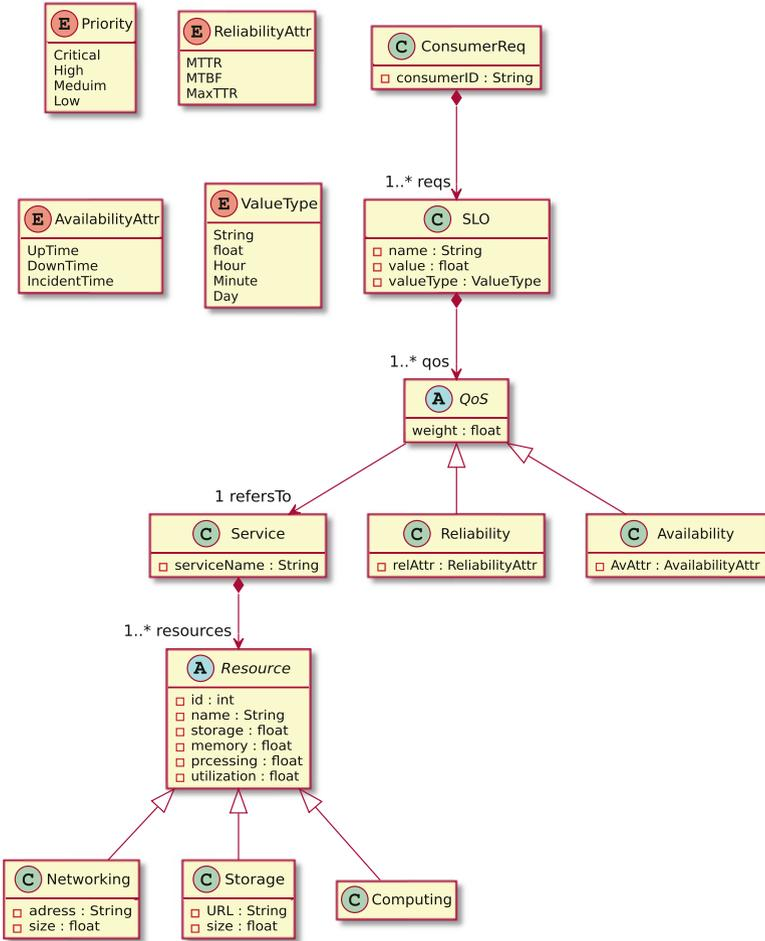 E Priority
Critical
High
Meduim
Low
E ReliabilityAttr
MTTR
MTBF
MaxTTR
C ConsumerReq
consumerID : String
1..* reqs
E AvailabilityAttr
UpTime
DownTime
IncidentTime
E ValueType
String
float
Hour
Minute
Day
C SLO
name : String
value : float
valueType : ValueType
1..* qos
A QoS
weight : float
1 refersTo
C Service
serviceName : String
C Reliability
relAttr : ReliabilityAttr
C Availability
AvAttr : AvailabilityAttr
1..* resources
A Resource
id : int
name : String
storage : float
memory : float
prcessing : float
utilization : float
C Networking
adress : String
size : float
C Storage
URL : String
size : float
C Computing